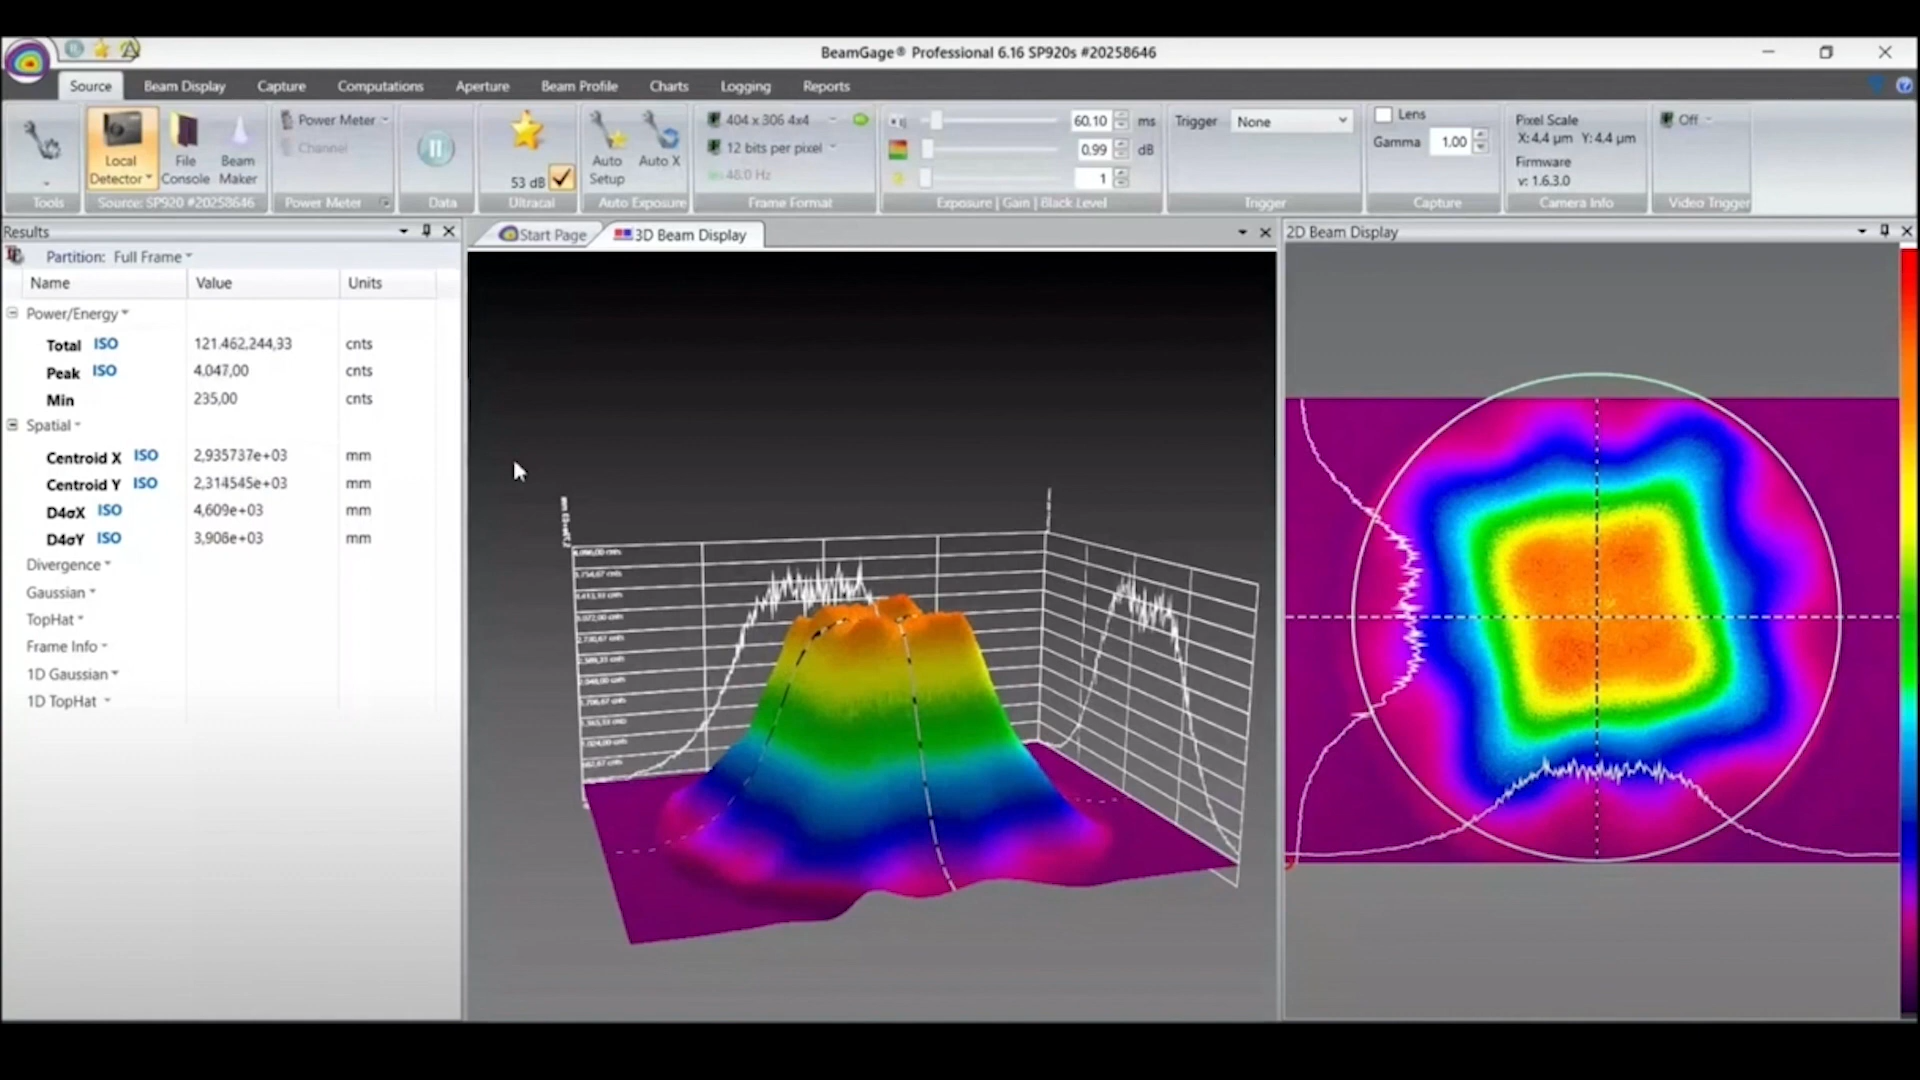 BeamGage® Professional 6.16 SP920s #20258646
Source Beam Display Capture Computations Aperture Beam Profile Charts Logging Reports
Local Detector
File Console
Beam Maker
Source: SP920 #20258646
Tools
Power Meter
Channel
Power Meter
Data
53 dB
Ultracal
Auto Setup
Auto X
Auto Exposure
404 x 306 4x4
12 bits per pixel
48.0 Hz
Frame Format
60.10 ms
0.99 dB
1
Exposure | Gain | Black Level
Trigger None
Trigger
Lens
Gamma 1.00
Capture
Pixel Scale
X: 4.4 µm Y: 4.4 µm
Firmware
v: 1.6.3.0
Camera Info
Off
Video Trigger
Results
Partition: Full Frame
Name Value Units
Power/Energy
Total ISO 121.462,244,33 cnts
Peak ISO 4.047,00 cnts
Min 235,00 cnts
Spatial
Centroid X ISO 2,935737e+03 mm
Centroid Y ISO 2,314545e+03 mm
D4σX ISO 4,609e+03 mm
D4σY ISO 3,908e+03 mm
Divergence
Gaussian
TopHat
Frame Info
1D Gaussian
1D TopHat
Start Page
3D Beam Display
2D Beam Display